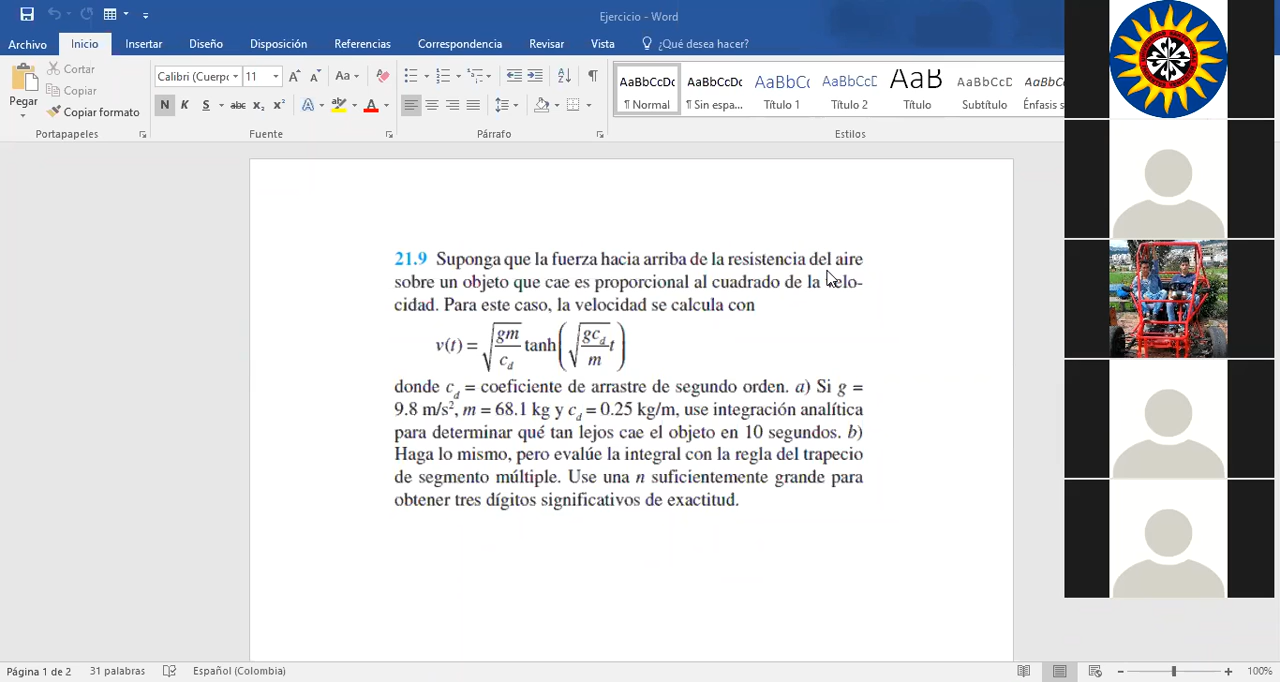 Ejercicio - Word
Archivo Inicio Insertar Diseño Disposición Referencias Correspondencia Revisar Vista ¿Qué desea hacer?
Pegar
Cortar
Copiar
Copiar formato
Portapapeles
Calibri (Cuerpo 11
N K S abc x₂ x²
Fuente
Párrafo
AaBbCcDc AaBbCcDc AaBbCcD AaBbCcD AaB AaBbCcD AaBbCcDc
¶ Normal ¶ Sin espa... Título 1 Título 2 Título Subtítulo Énfasis s
Estilos
21.9 Suponga que la fuerza hacia arriba de la resistencia del aire
sobre un objeto que cae es proporcional al cuadrado de la velo-
cidad. Para este caso, la velocidad se calcula con
v(t) = √(gm/c_d) tanh(√(gc_d/m) t)
donde c_d = coeficiente de arrastre de segundo orden. a) Si g =
9.8 m/s², m = 68.1 kg y c_d = 0.25 kg/m, use integración analítica
para determinar qué tan lejos cae el objeto en 10 segundos. b)
Haga lo mismo, pero evalúe la integral con la regla del trapecio
de segmento múltiple. Use una n suficientemente grande para
obtener tres dígitos significativos de exactitud.
Página 1 de 2 31 palabras Español (Colombia) 100%